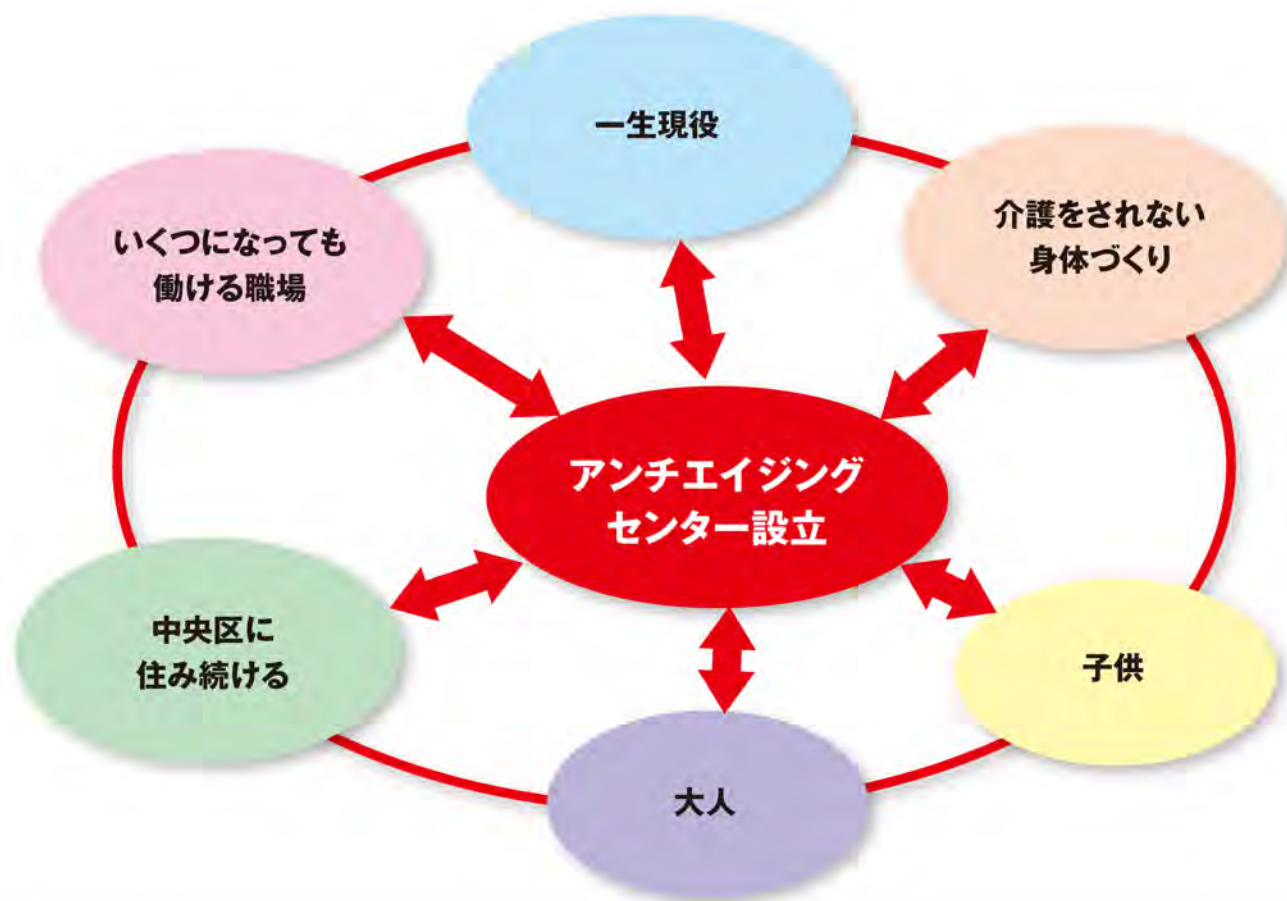 一生現役
いくつになっても
働ける職場
介護をされない
身体づくり
アンチエイジング
センター設立
中央区に
住み続ける
子供
大人